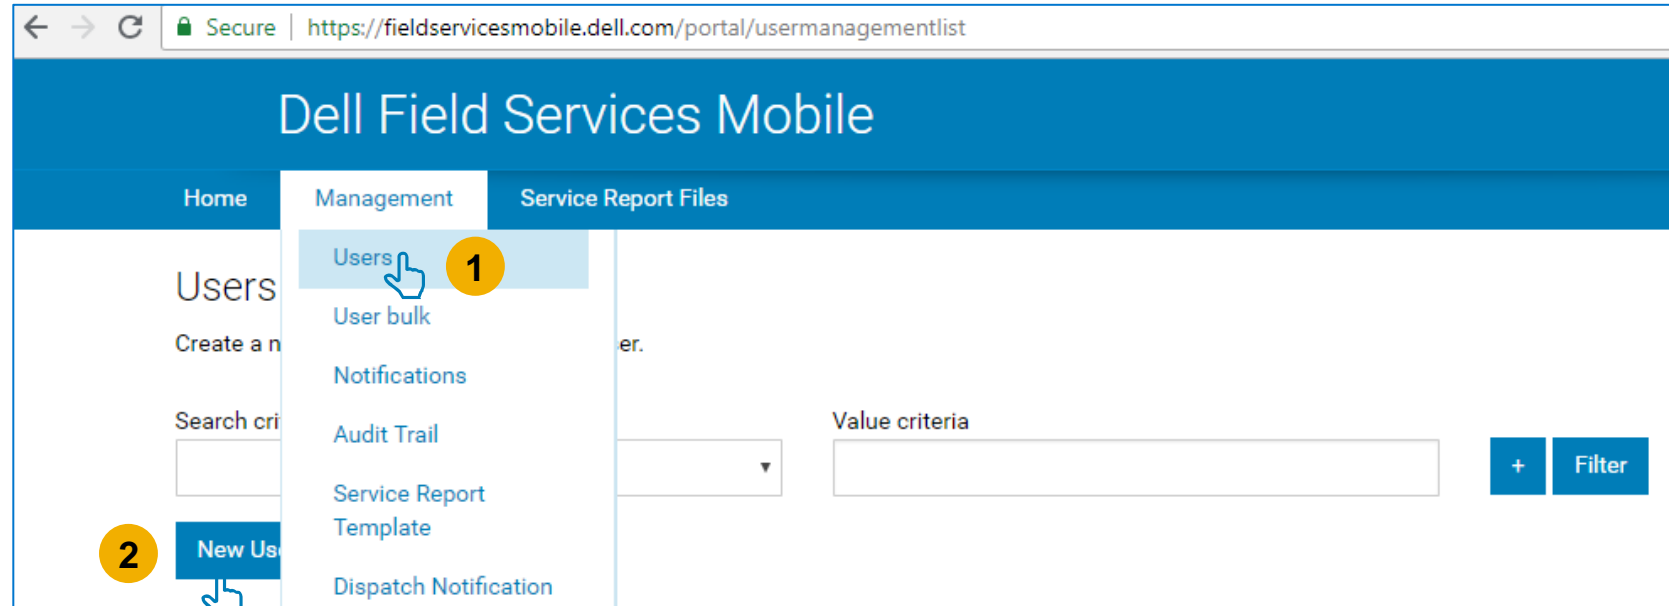 Secure | https://fieldservicesmobile.dell.com/portal/usermanagementlist
Dell Field Services Mobile
Home Management Service Report Files
Users 1
Users
User bulk
Create a n er.
Notifications
Search cri Value criteria
Audit Trail
+ Filter
Service Report
Template
2 New Us
Dispatch Notification